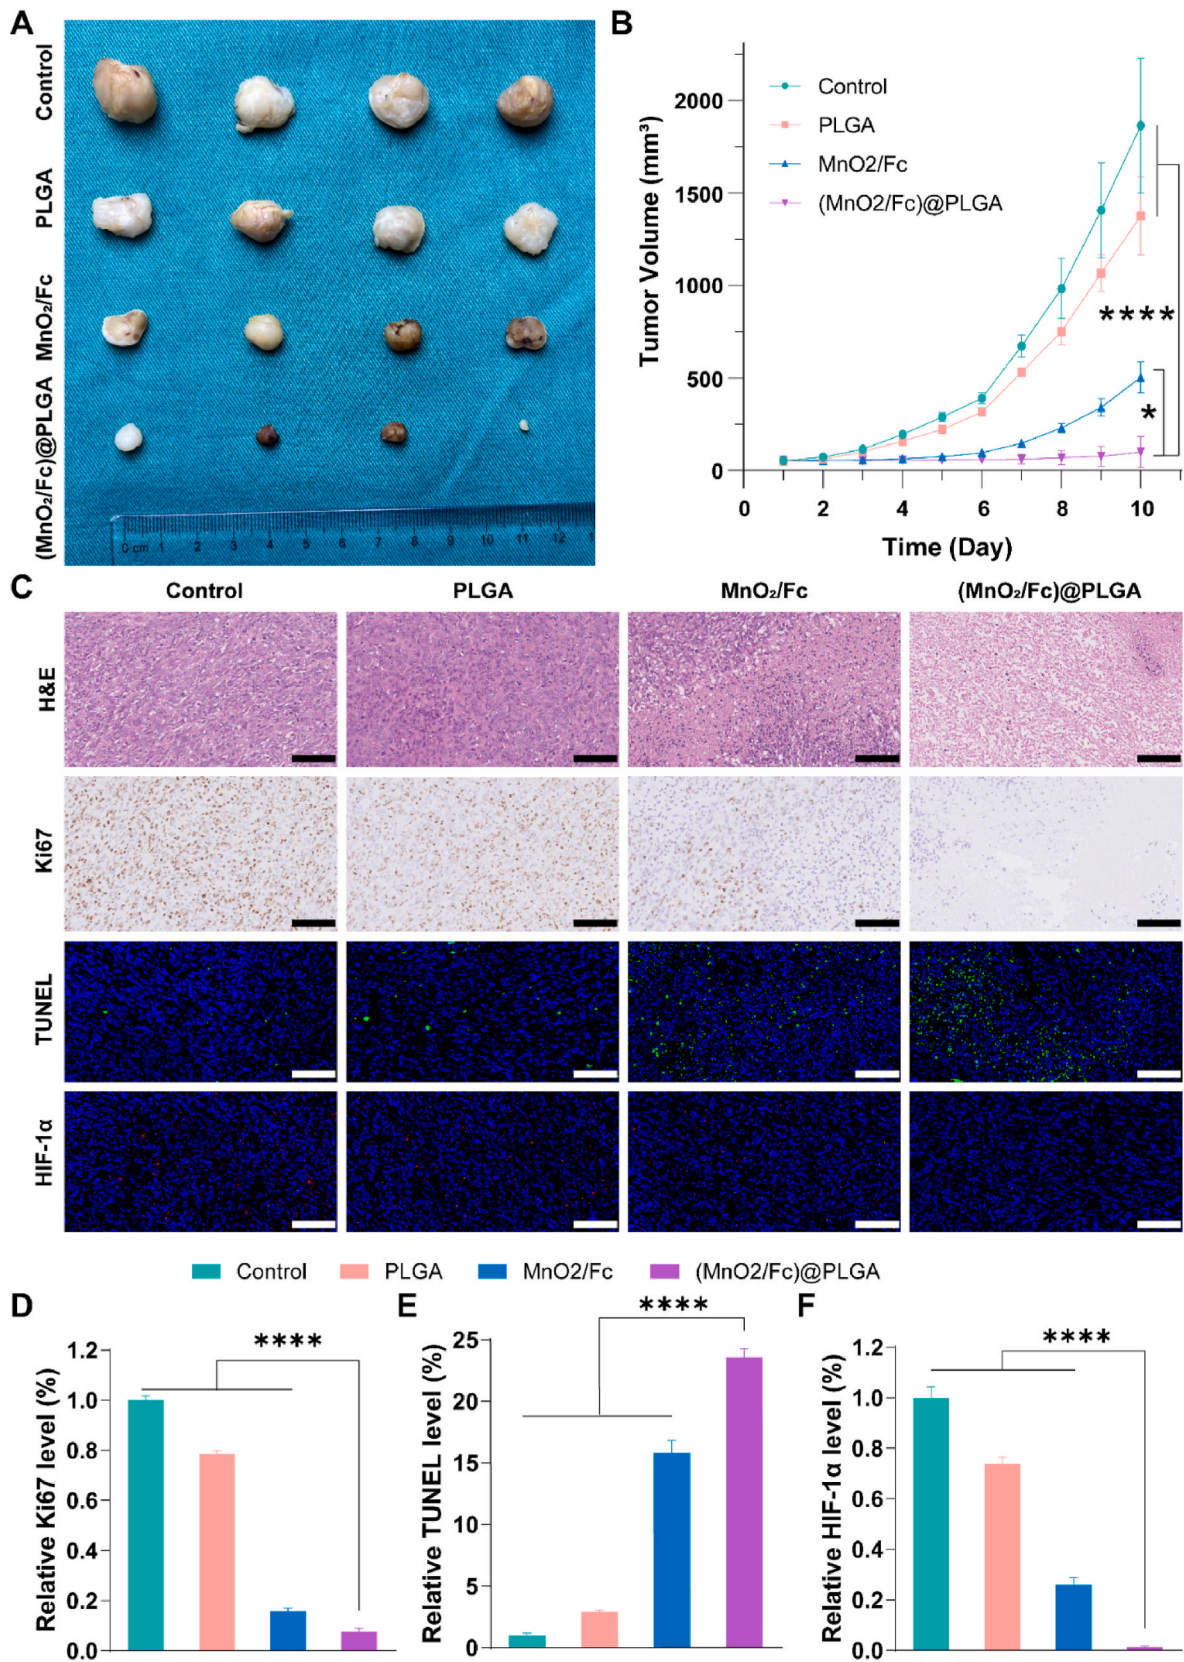 A
Control
PLGA
MnO₂/Fc
(MnO₂/Fc)@PLGA
0 cm 1 2 3 4 5 6 7 8 9 10 11 12
B
Tumor Volume (mm³)
2000
1500
1000
500
0
Control
PLGA
MnO2/Fc
(MnO2/Fc)@PLGA
****
*
0 2 4 6 8 10
Time (Day)
C
Control PLGA MnO₂/Fc (MnO₂/Fc)@PLGA
H&E
Ki67
TUNEL
HIF-1α
Control PLGA MnO2/Fc (MnO2/Fc)@PLGA
D
Relative Ki67 level (%)
1.2
1.0
0.8
0.6
0.4
0.2
0.0
****
E
Relative TUNEL level (%)
25
20
15
10
5
0
****
F
Relative HIF-1α level (%)
1.2
1.0
0.8
0.6
0.4
0.2
0.0
****